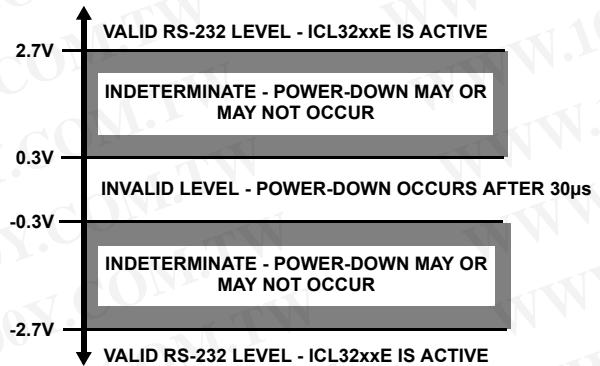 VALID RS-232 LEVEL - ICL32xxE IS ACTIVE
2.7V
INDETERMINATE - POWER-DOWN MAY OR
MAY NOT OCCUR
0.3V
INVALID LEVEL - POWER-DOWN OCCURS AFTER 30µs
-0.3V
INDETERMINATE - POWER-DOWN MAY OR
MAY NOT OCCUR
-2.7V
VALID RS-232 LEVEL - ICL32xxE IS ACTIVE